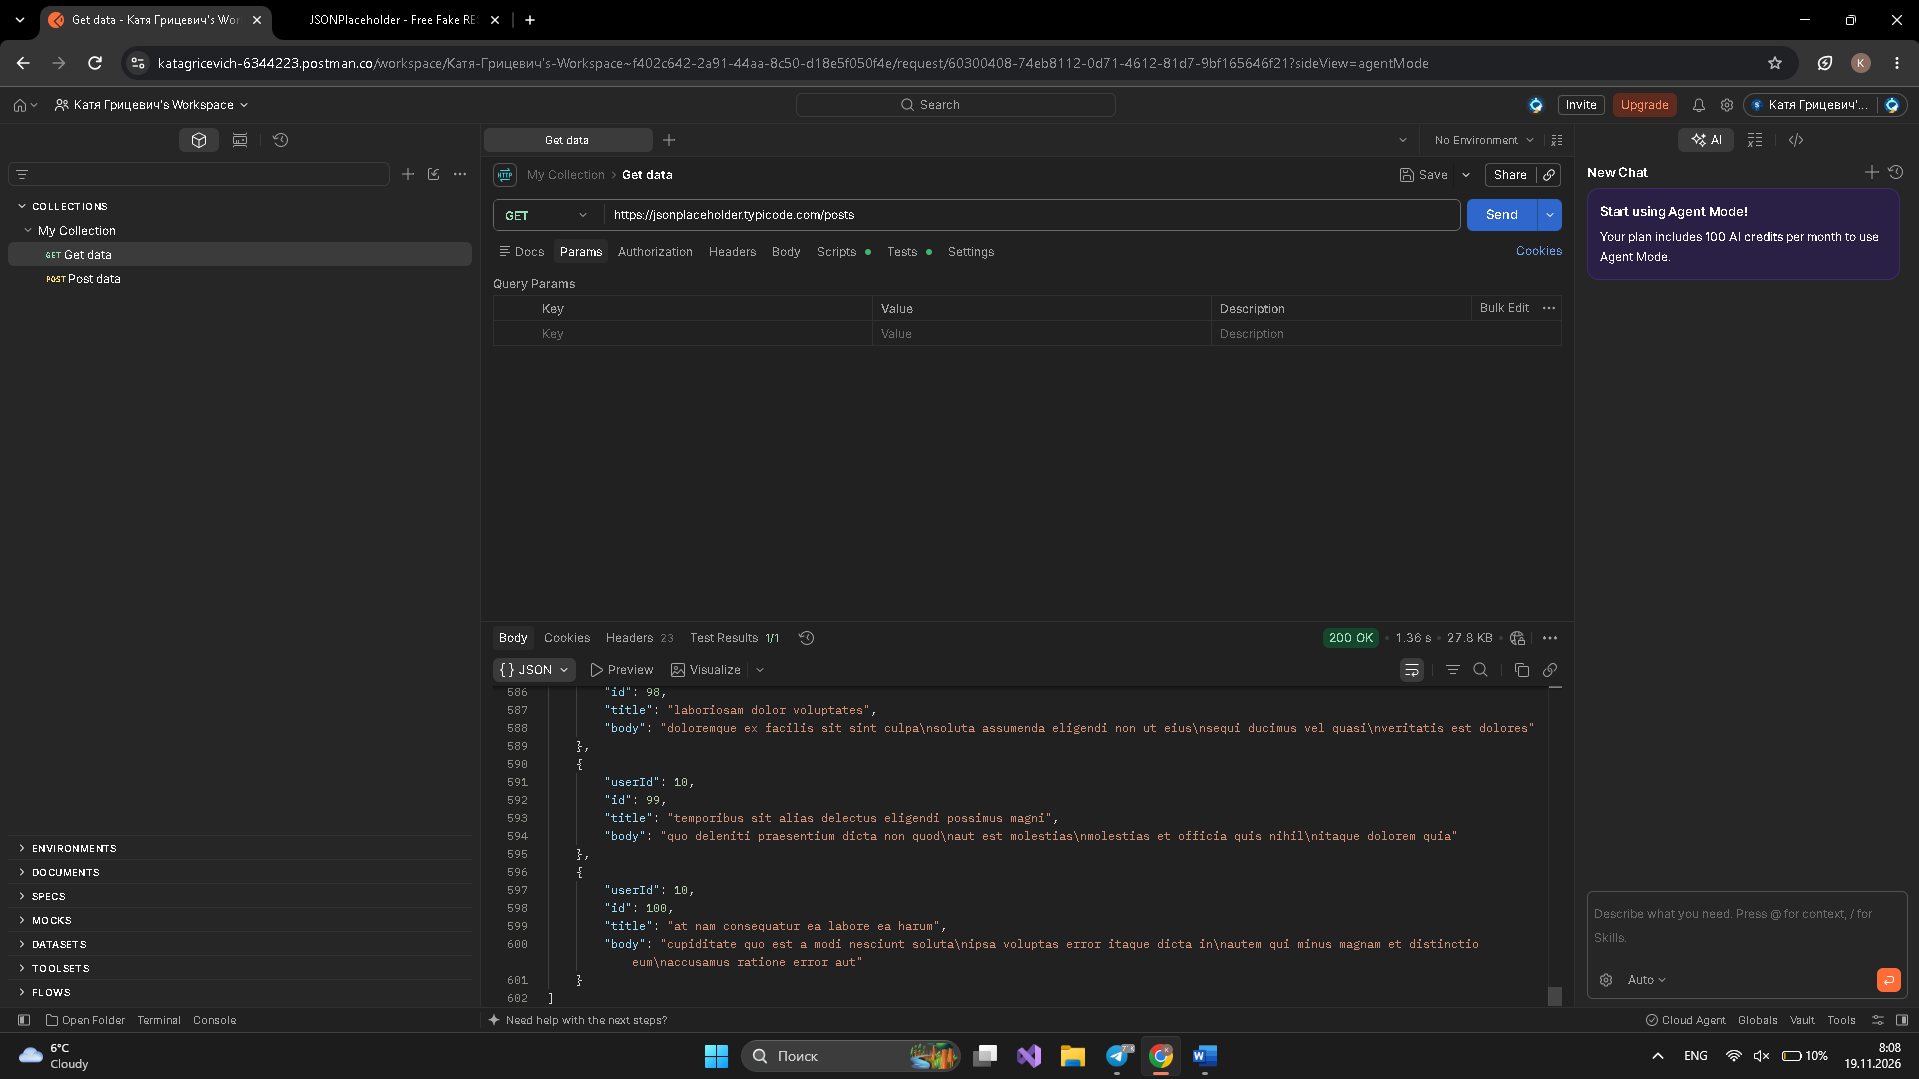 Get data - Катя Грицевич's Wor
JSONPlaceholder - Free Fake RE
katagricevich-6344223.postman.co/workspace/Катя-Грицевич's-Workspace~f402c642-2a91-44aa-8c50-d18e5f050f4e/request/60300408-74eb8112-0d71-4612-81d7-9bf165646f21?sideView=agentMode
K
Катя Грицевич's Workspace
Search
Invite
Upgrade
Катя Грицевич'...
Get data
No Environment
AI
HTTP
My Collection > Get data
Save
Share
New Chat
COLLECTIONS
My Collection
GET Get data
POST Post data
GET
https://jsonplaceholder.typicode.com/posts
Send
Start using Agent Mode!
Your plan includes 100 AI credits per month to use
Agent Mode.
Docs
Params
Authorization
Headers
Body
Scripts
Tests
Settings
Cookies
Query Params
Key
Value
Description
Bulk Edit
Key
Value
Description
Body
Cookies
Headers 23
Test Results 1/1
200 OK • 1.36 s • 27.8 KB
{} JSON
Preview
Visualize
586 "id": 98,
587 "title": "laboriosam dolor voluptates",
588 "body": "doloremque ex facilis sit sint culpa\nsoluta assumenda eligendi non ut eius\nsequi ducimus vel quasi\nveritatis est dolores"
589 },
590 {
591 "userId": 10,
592 "id": 99,
593 "title": "temporibus sit alias delectus eligendi possimus magni",
594 "body": "quo deleniti praesentium dicta non quod\naut est molestias\nmolestias et officia quis nihil\nitaque dolorem quia"
595 },
596 {
597 "userId": 10,
598 "id": 100,
599 "title": "at nam consequatur ea labore ea harum",
600 "body": "cupiditate quo est a modi nesciunt soluta\nipsa voluptas error itaque dicta in\nautem qui minus magnam et distinctio
eum\naccusamus ratione error aut"
601 }
602 ]
ENVIRONMENTS
DOCUMENTS
SPECS
MOCKS
DATASETS
TOOLSETS
FLOWS
Describe what you need. Press @ for context, / for
Skills.
Auto
Open Folder
Terminal
Console
Need help with the next steps?
Cloud Agent
Globals
Vault
Tools
6°C
Cloudy
Поиск
ENG
10%
8:08
19.11.2026